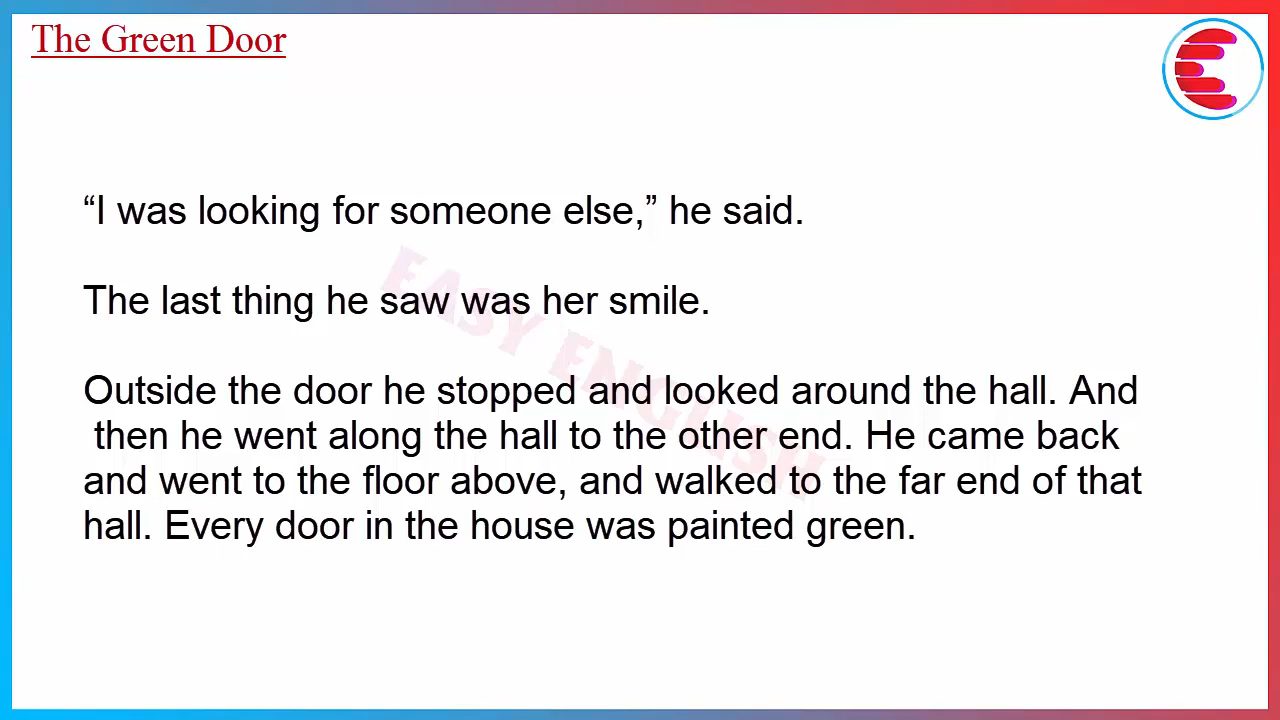 The Green Door
“I was looking for someone else,” he said.
The last thing he saw was her smile.
EASY ENGLISH
Outside the door he stopped and looked around the hall. And
then he went along the hall to the other end. He came back
and went to the floor above, and walked to the far end of that
hall. Every door in the house was painted green.